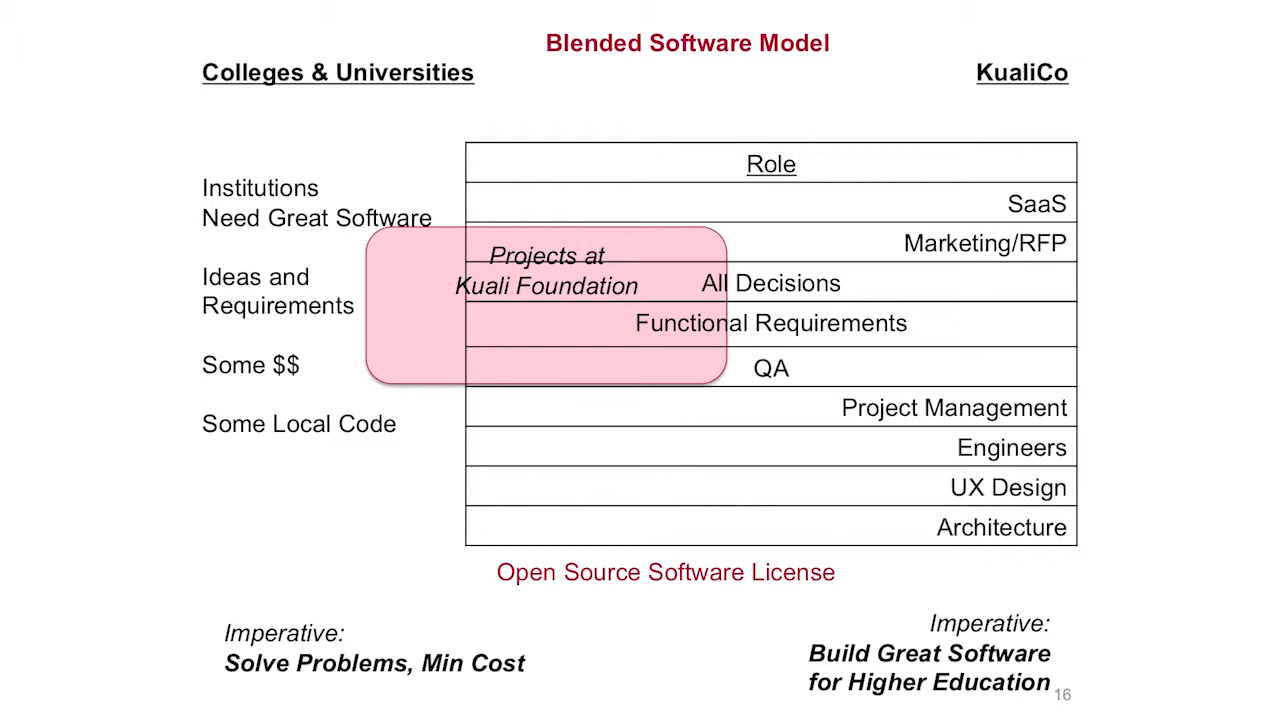 Blended Software Model
Colleges & Universities
KualiCo
Institutions
Need Great Software
Ideas and
Requirements
Some $$
Some Local Code
Projects at
Kuali Foundation
Role
SaaS
Marketing/RFP
All Decisions
Functional Requirements
QA
Project Management
Engineers
UX Design
Architecture
Open Source Software License
Imperative:
Solve Problems, Min Cost
Imperative:
Build Great Software
for Higher Education
16